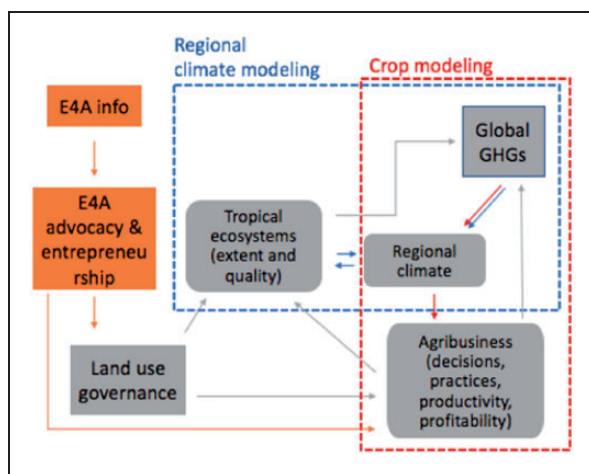 Regional
climate modeling
Crop modeling
E4A info
Global
GHGs
E4A
advocacy &
entrepreneu
rship
Tropical
ecosystems
(extent and
quality)
Regional
climate
Land use
governance
Agribusiness
(decisions,
practices,
productivity,
profitability)